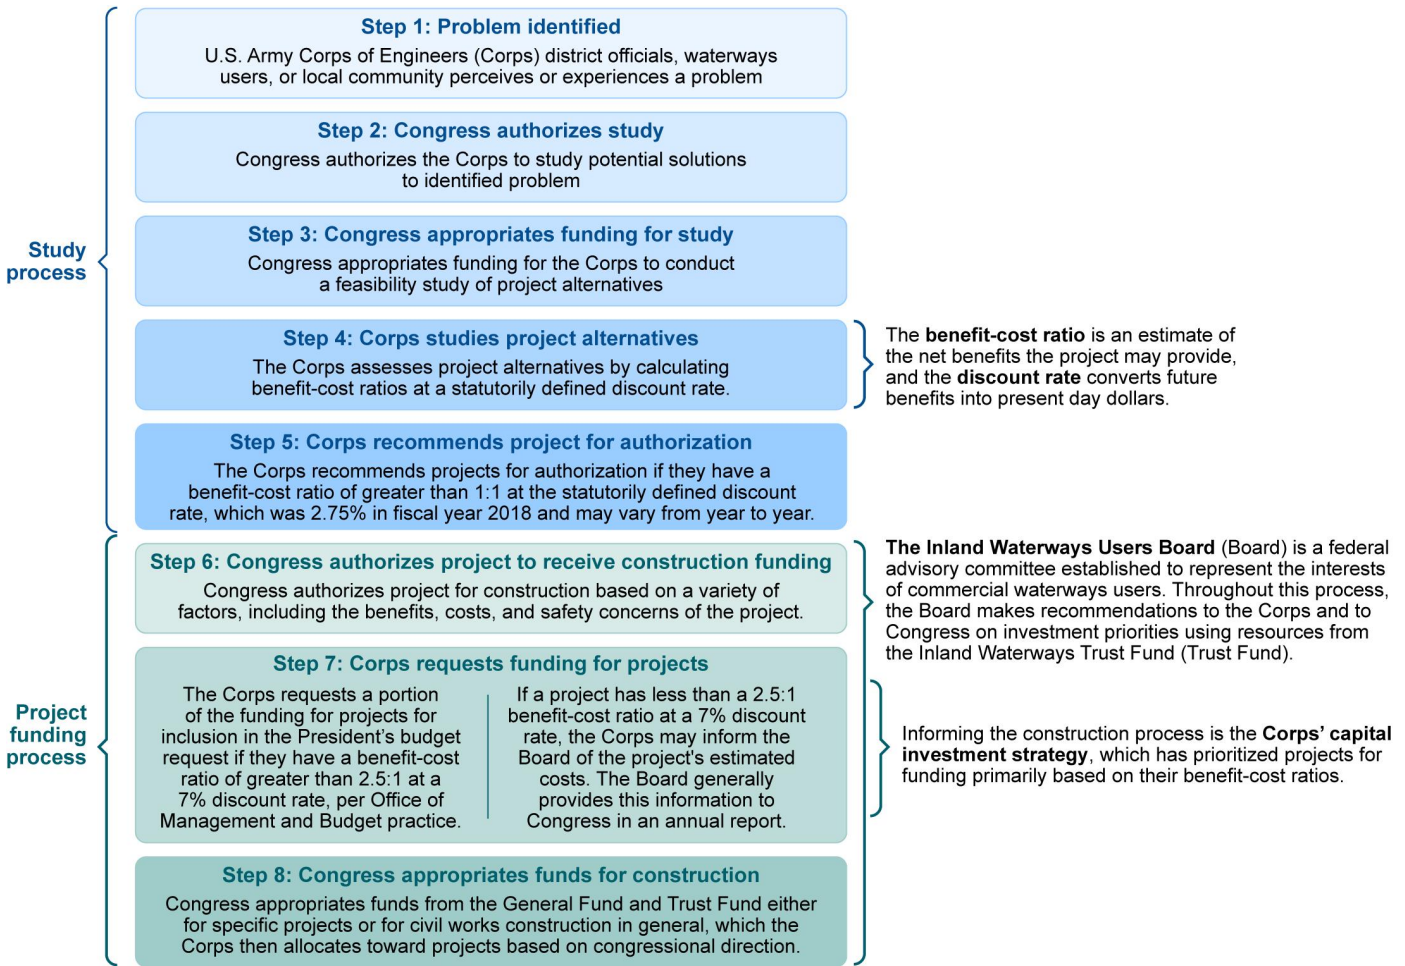 Step 1: Problem identified
U.S. Army Corps of Engineers (Corps) district officials, waterways
users, or local community perceives or experiences a problem
Step 2: Congress authorizes study
Congress authorizes the Corps to study potential solutions
to identified problem
Study
process
Step 3: Congress appropriates funding for study
Congress appropriates funding for the Corps to conduct
a feasibility study of project alternatives
Step 4: Corps studies project alternatives
The Corps assesses project alternatives by calculating
benefit-cost ratios at a statutorily defined discount rate.
The benefit-cost ratio is an estimate of
the net benefits the project may provide,
and the discount rate converts future
benefits into present day dollars.
Step 5: Corps recommends project for authorization
The Corps recommends projects for authorization if they have a
benefit-cost ratio of greater than 1:1 at the statutorily defined discount
rate, which was 2.75% in fiscal year 2018 and may vary from year to year.
Project
funding
process
Step 6: Congress authorizes project to receive construction funding
Congress authorizes project for construction based on a variety of
factors, including the benefits, costs, and safety concerns of the project.
The Inland Waterways Users Board (Board) is a federal
advisory committee established to represent the interests
of commercial waterways users. Throughout this process,
the Board makes recommendations to the Corps and to
Congress on investment priorities using resources from
the Inland Waterways Trust Fund (Trust Fund).
Step 7: Corps requests funding for projects
The Corps requests a portion
of the funding for projects for
inclusion in the President's budget
request if they have a benefit-cost
ratio of greater than 2.5:1 at a
7% discount rate, per Office of
Management and Budget practice.
If a project has less than a 2.5:1
benefit-cost ratio at a 7% discount
rate, the Corps may inform the
Board of the project's estimated
costs. The Board generally
provides this information to
Congress in an annual report.
Informing the construction process is the Corps' capital
investment strategy, which has prioritized projects for
funding primarily based on their benefit-cost ratios.
Step 8: Congress appropriates funds for construction
Congress appropriates funds from the General Fund and Trust Fund either
for specific projects or for civil works construction in general, which the
Corps then allocates toward projects based on congressional direction.